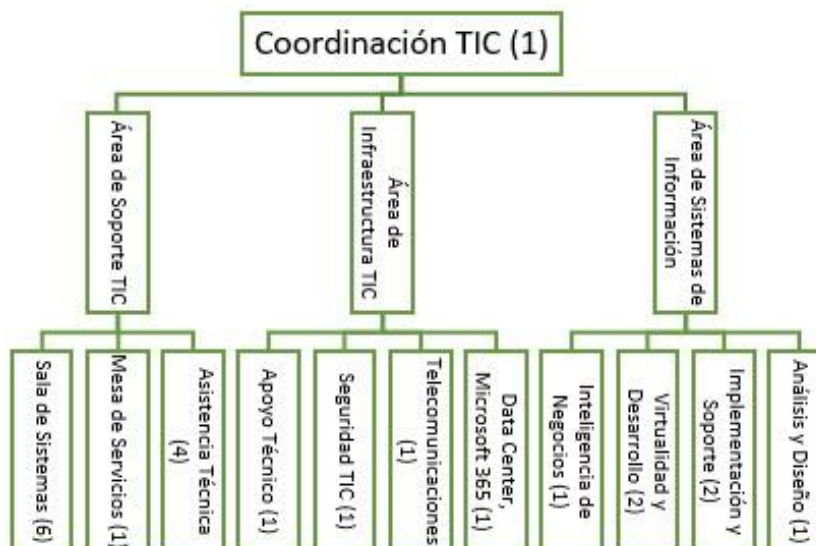 Coordinación TIC (1)
Área de Soporte TIC
Área de
Infraestructura TIC
Área de Sistemas de
Información
Sala de Sistemas (6)
Mesa de Servicios (1)
Asistencia Técnica
(4)
Apoyo Técnico (1)
Seguridad TIC (1)
Telecomunicaciones
(1)
Data Center,
Microsoft 365 (1)
Inteligencia de
Negocios (1)
Virtualidad y
Desarrollo (2)
Implementación y
Soporte (2)
Análisis y Diseño (1)